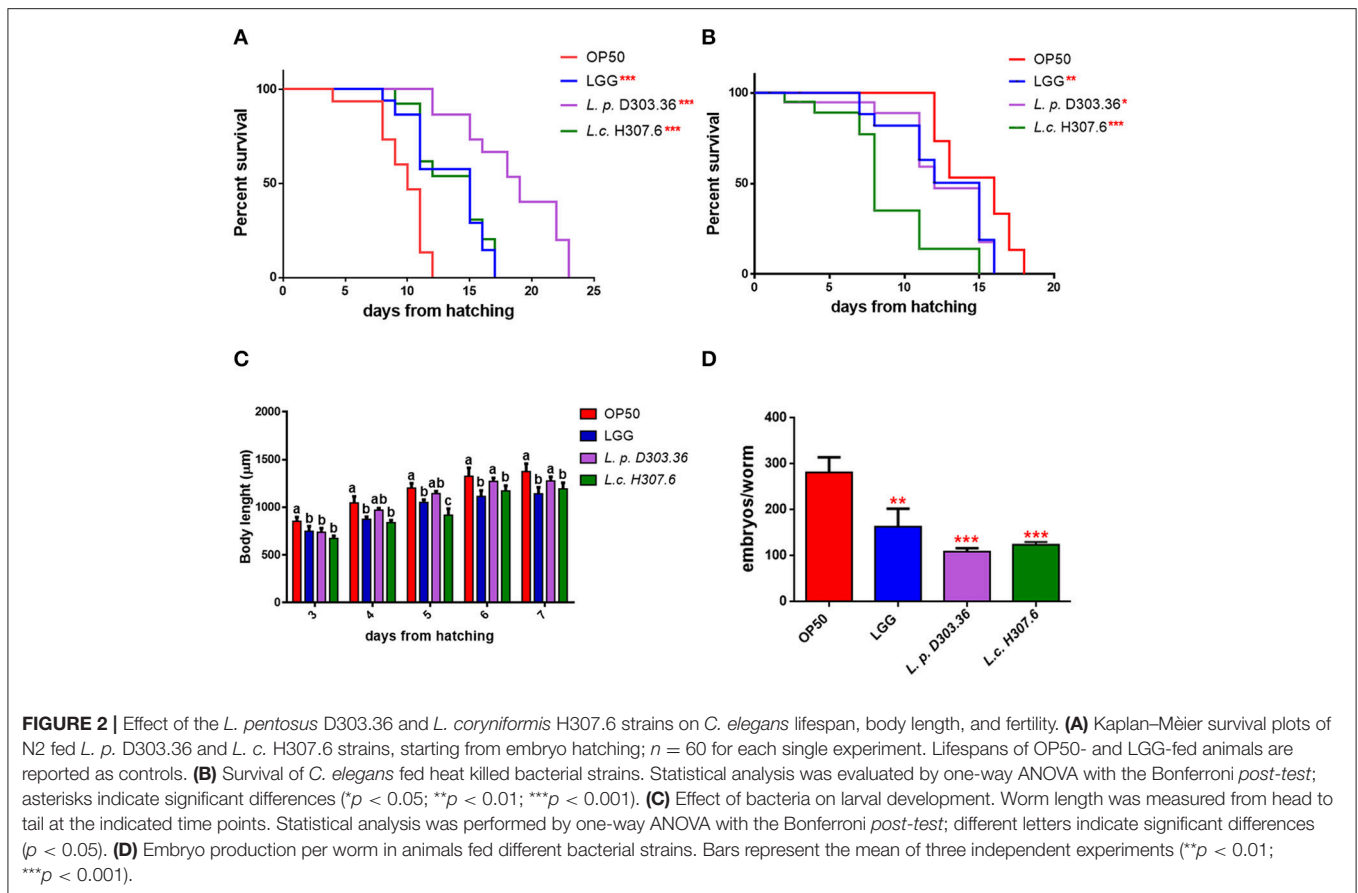 A
OP50
LGG***
L. p. D303.36***
L.c. H307.6***
Percent survival
100
50
0
0 5 10 15 20 25
days from hatching
B
OP50
LGG**
L. p. D303.36*
L.c. H307.6***
Percent survival
100
50
0
0 5 10 15 20
days from hatching
C
OP50
LGG
L. p. D303.36
L.c. H307.6
Body lenght (µm)
2000
1500
1000
500
0
a b b b
a b ab b
a b ab c
a b a b
a b a b
3 4 5 6 7
days from hatching
D
embryos/worm
400
300
200
100
0
** *** ***
OP50 LGG L. p. D303.36 L.c. H307.6
FIGURE 2 | Effect of the L. pentosus D303.36 and L. coryniformis H307.6 strains on C. elegans lifespan, body length, and fertility. (A) Kaplan–Mèier survival plots of
N2 fed L. p. D303.36 and L. c. H307.6 strains, starting from embryo hatching; n = 60 for each single experiment. Lifespans of OP50- and LGG-fed animals are
reported as controls. (B) Survival of C. elegans fed heat killed bacterial strains. Statistical analysis was evaluated by one-way ANOVA with the Bonferroni post-test;
asterisks indicate significant differences (*p < 0.05; **p < 0.01; ***p < 0.001). (C) Effect of bacteria on larval development. Worm length was measured from head to
tail at the indicated time points. Statistical analysis was performed by one-way ANOVA with the Bonferroni post-test; different letters indicate significant differences
(p < 0.05). (D) Embryo production per worm in animals fed different bacterial strains. Bars represent the mean of three independent experiments (**p < 0.01;
***p < 0.001).